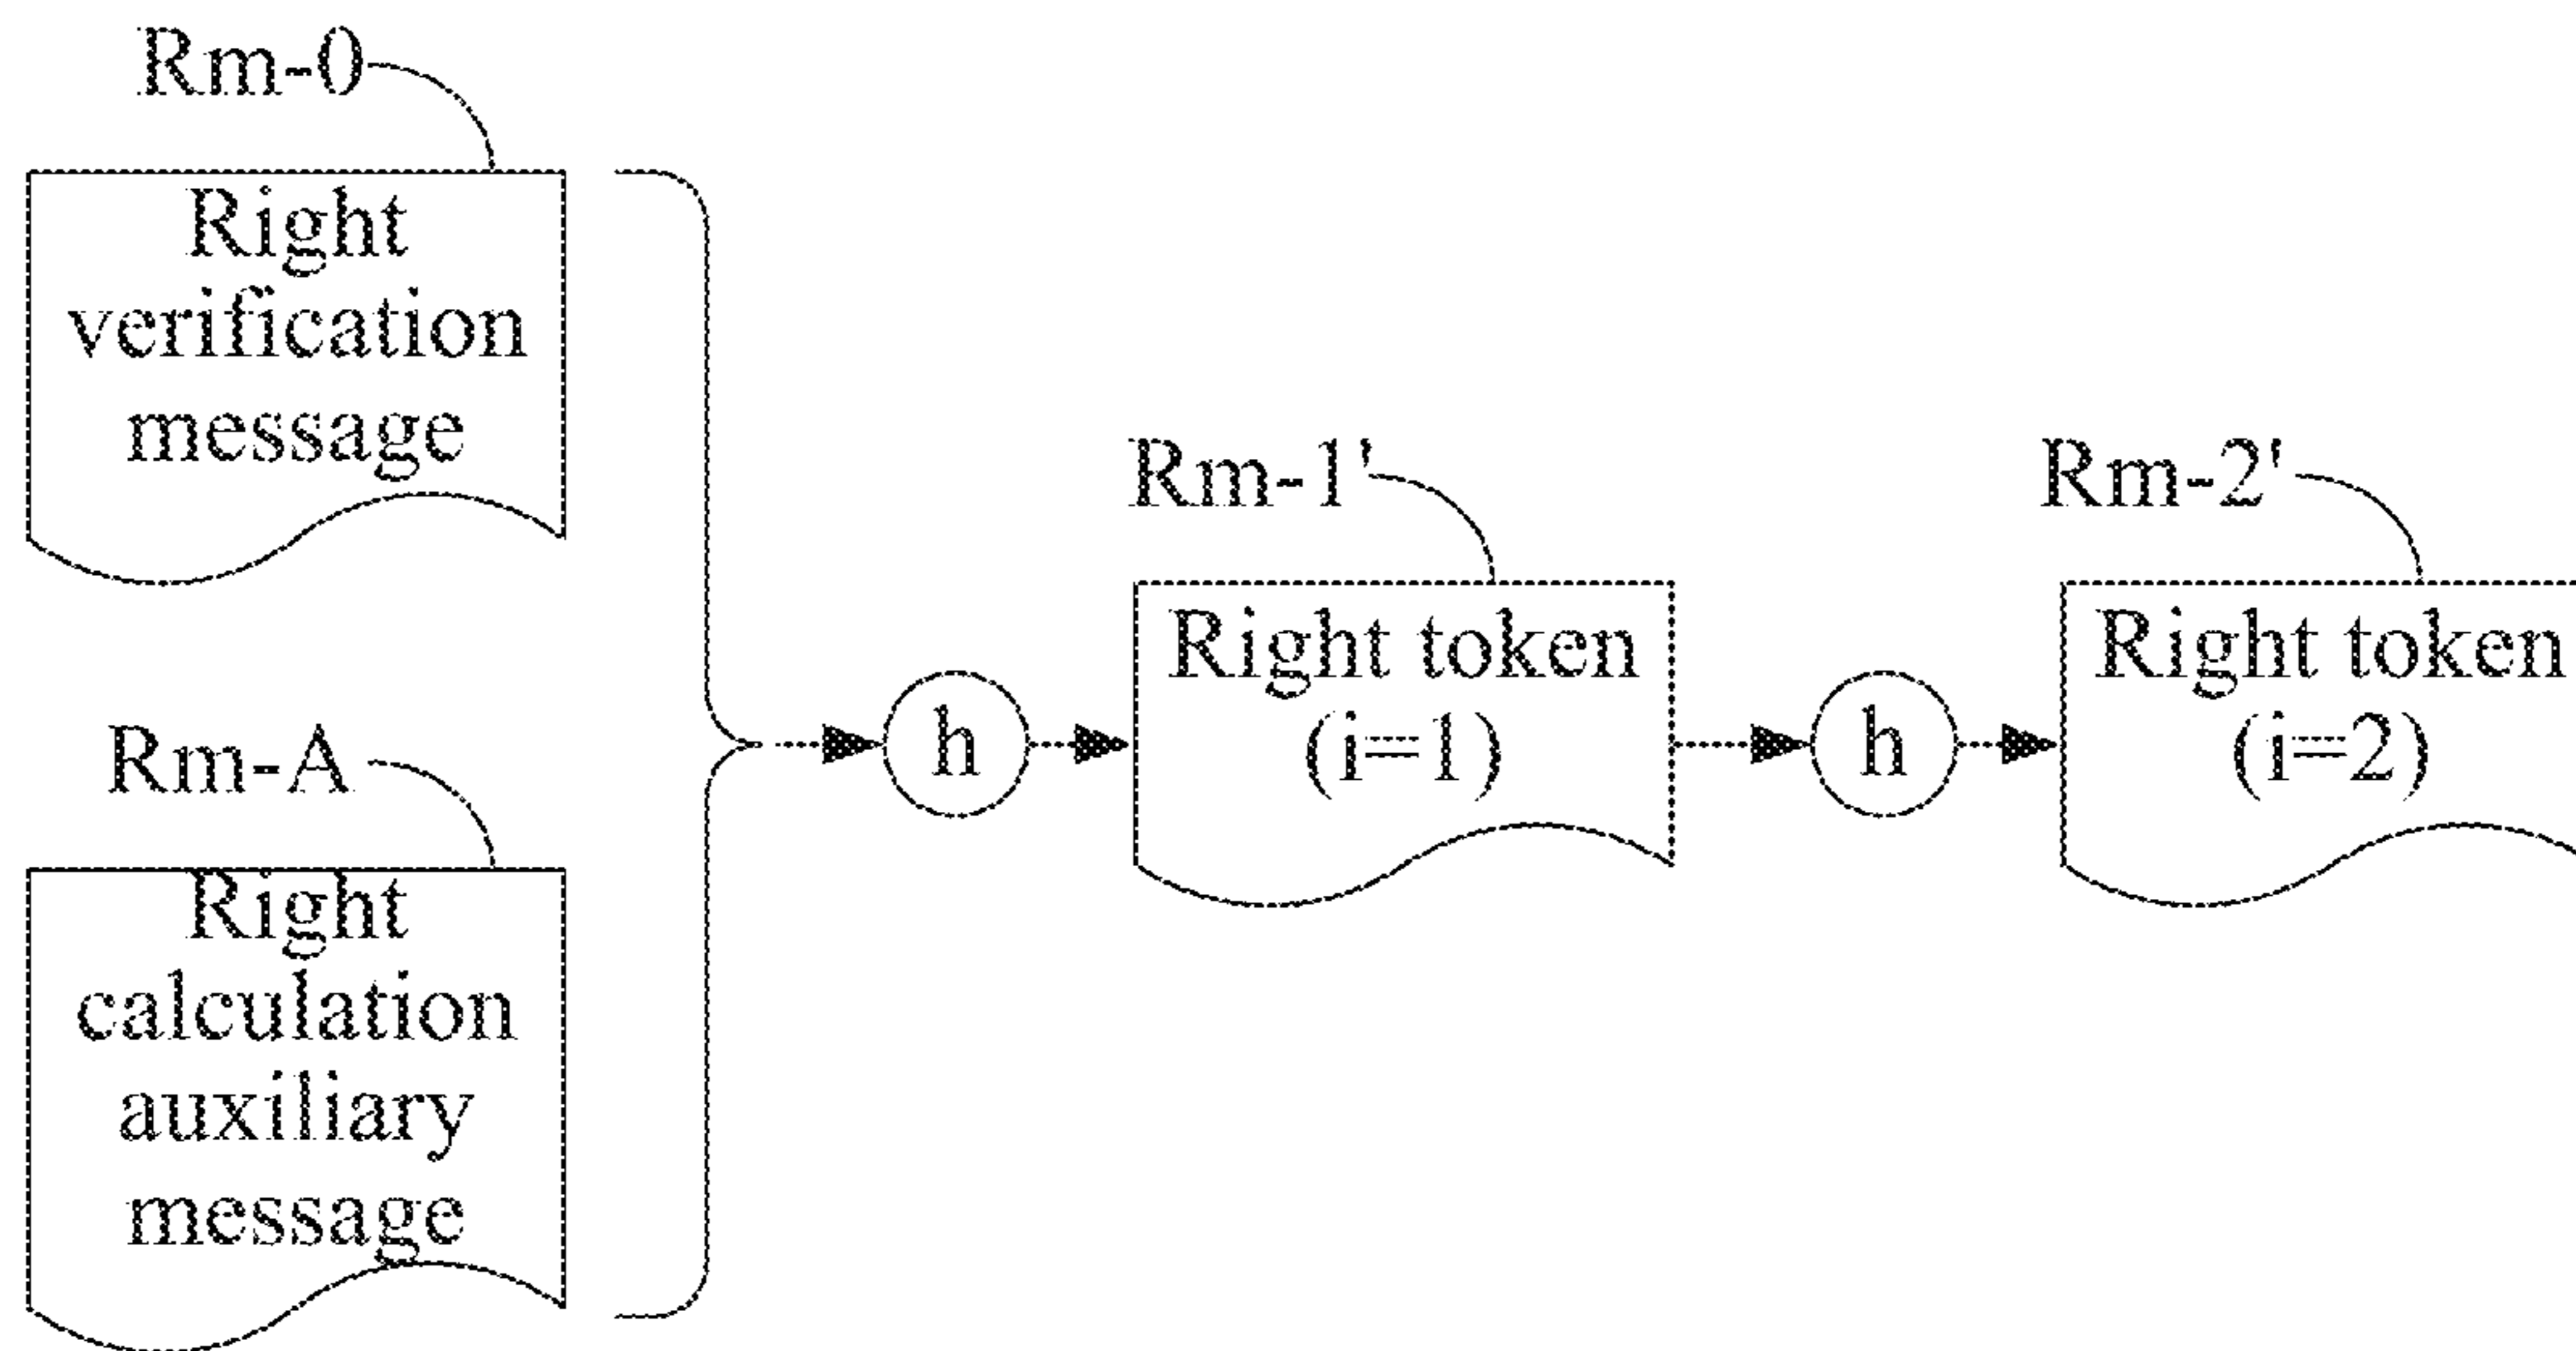 Rm-0
Right
verification
message
Rm-A
Right
calculation
auxiliary
message
h
Rm-1'
Right token
(i=1)
h
Rm-2'
Right token
(i=2)